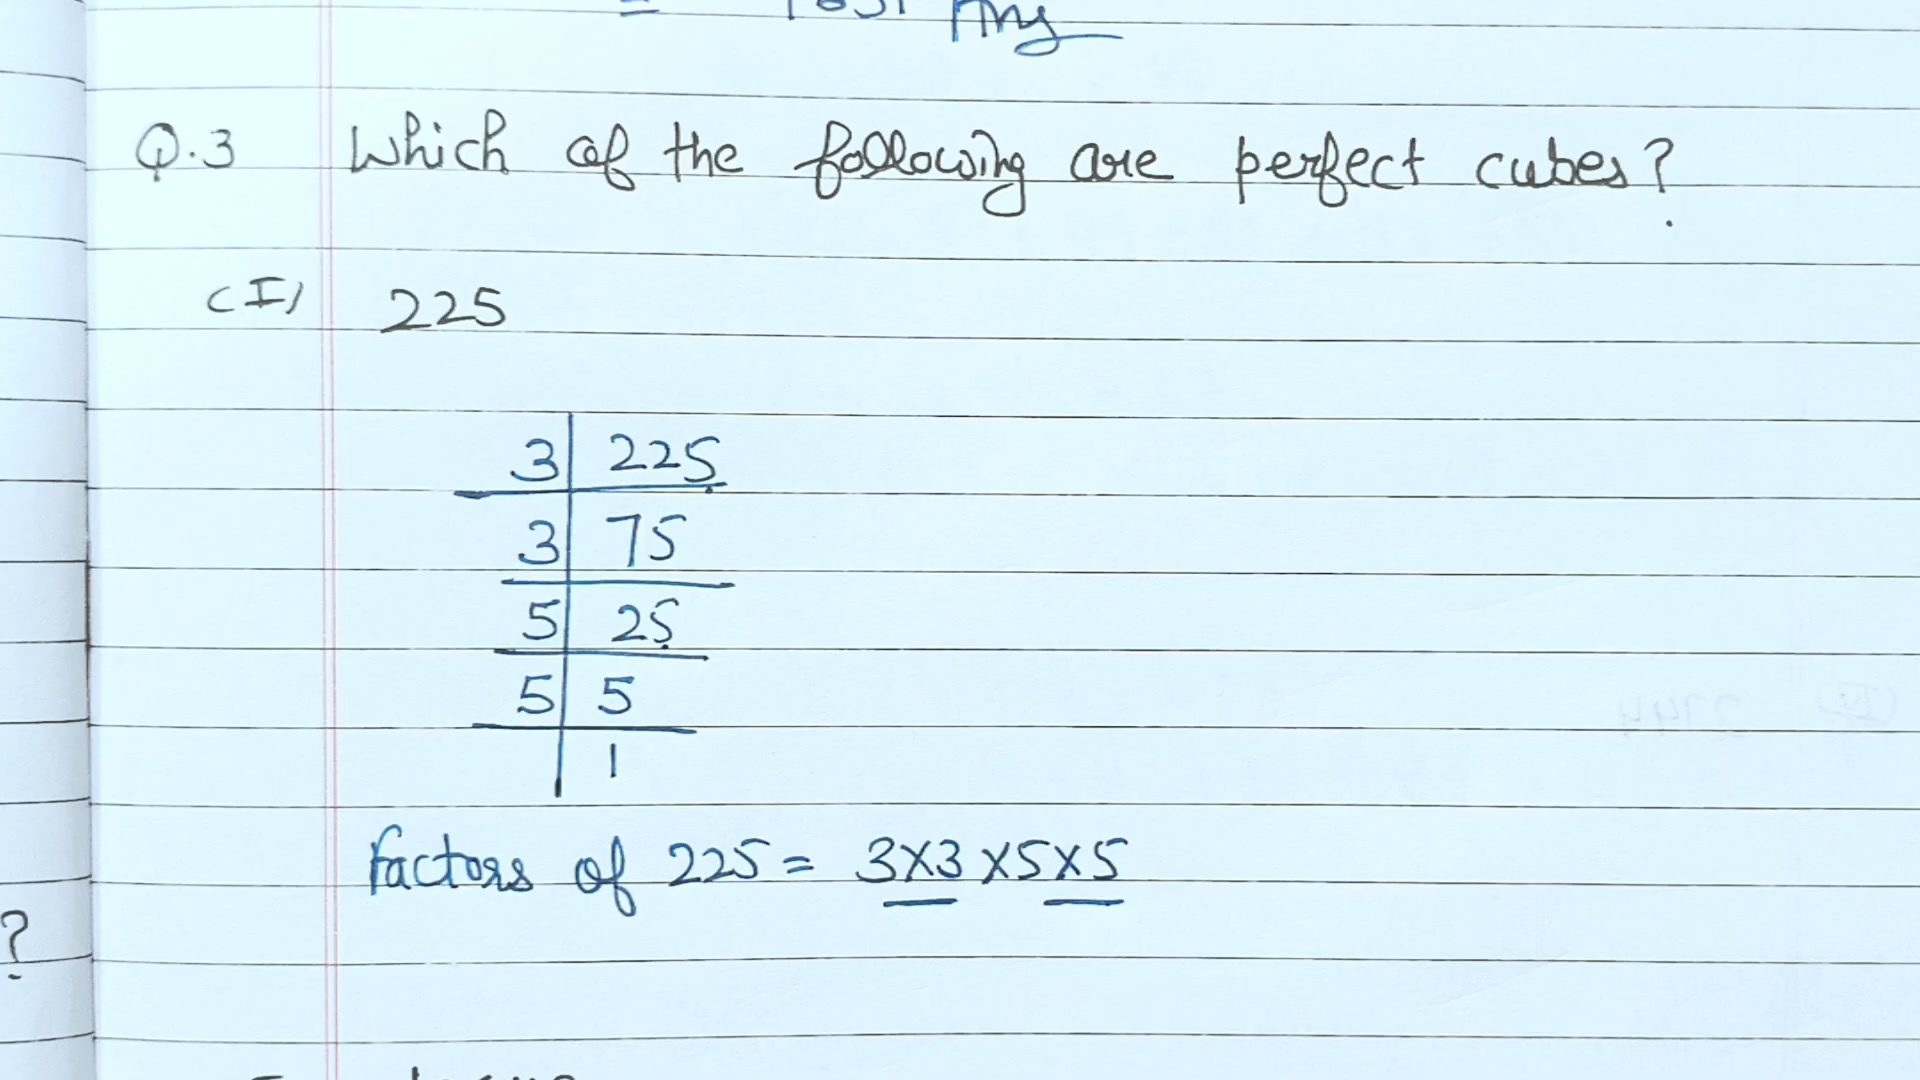 = Ans
Q.3 Which of the following are perfect cubes?
(I) 225
3 225
3 75
5 25
5 5
1
factors of 225 = 3×3×5×5
?